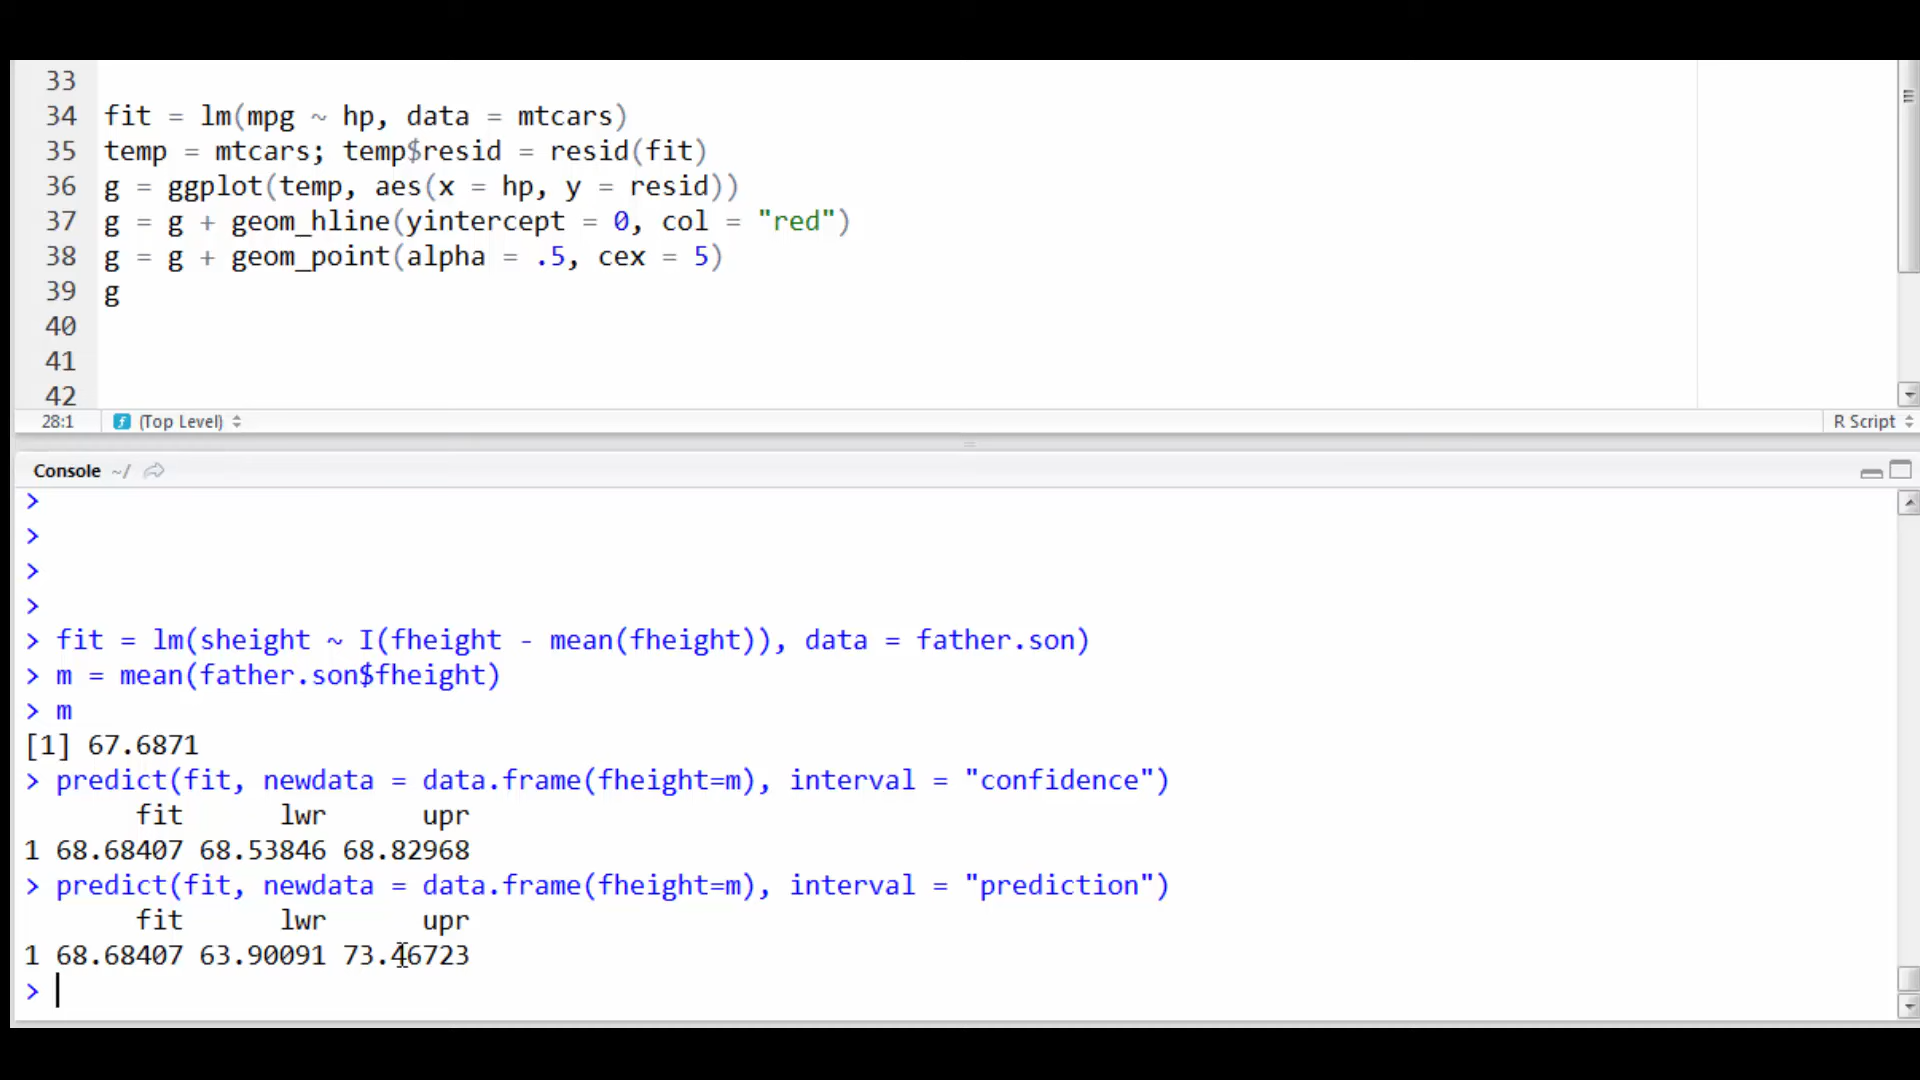 33
34 fit = lm(mpg ~ hp, data = mtcars)
35 temp = mtcars; temp$resid = resid(fit)
36 g = ggplot(temp, aes(x = hp, y = resid))
37 g = g + geom_hline(yintercept = 0, col = "red")
38 g = g + geom_point(alpha = .5, cex = 5)
39 g
40
41
42
28:1 (Top Level) R Script
Console ~/
>
>
>
>
> fit = lm(sheight ~ I(fheight - mean(fheight)), data = father.son)
> m = mean(father.son$fheight)
> m
[1] 67.6871
> predict(fit, newdata = data.frame(fheight=m), interval = "confidence")
fit lwr upr
1 68.68407 68.53846 68.82968
> predict(fit, newdata = data.frame(fheight=m), interval = "prediction")
fit lwr upr
1 68.68407 63.90091 73.46723
>